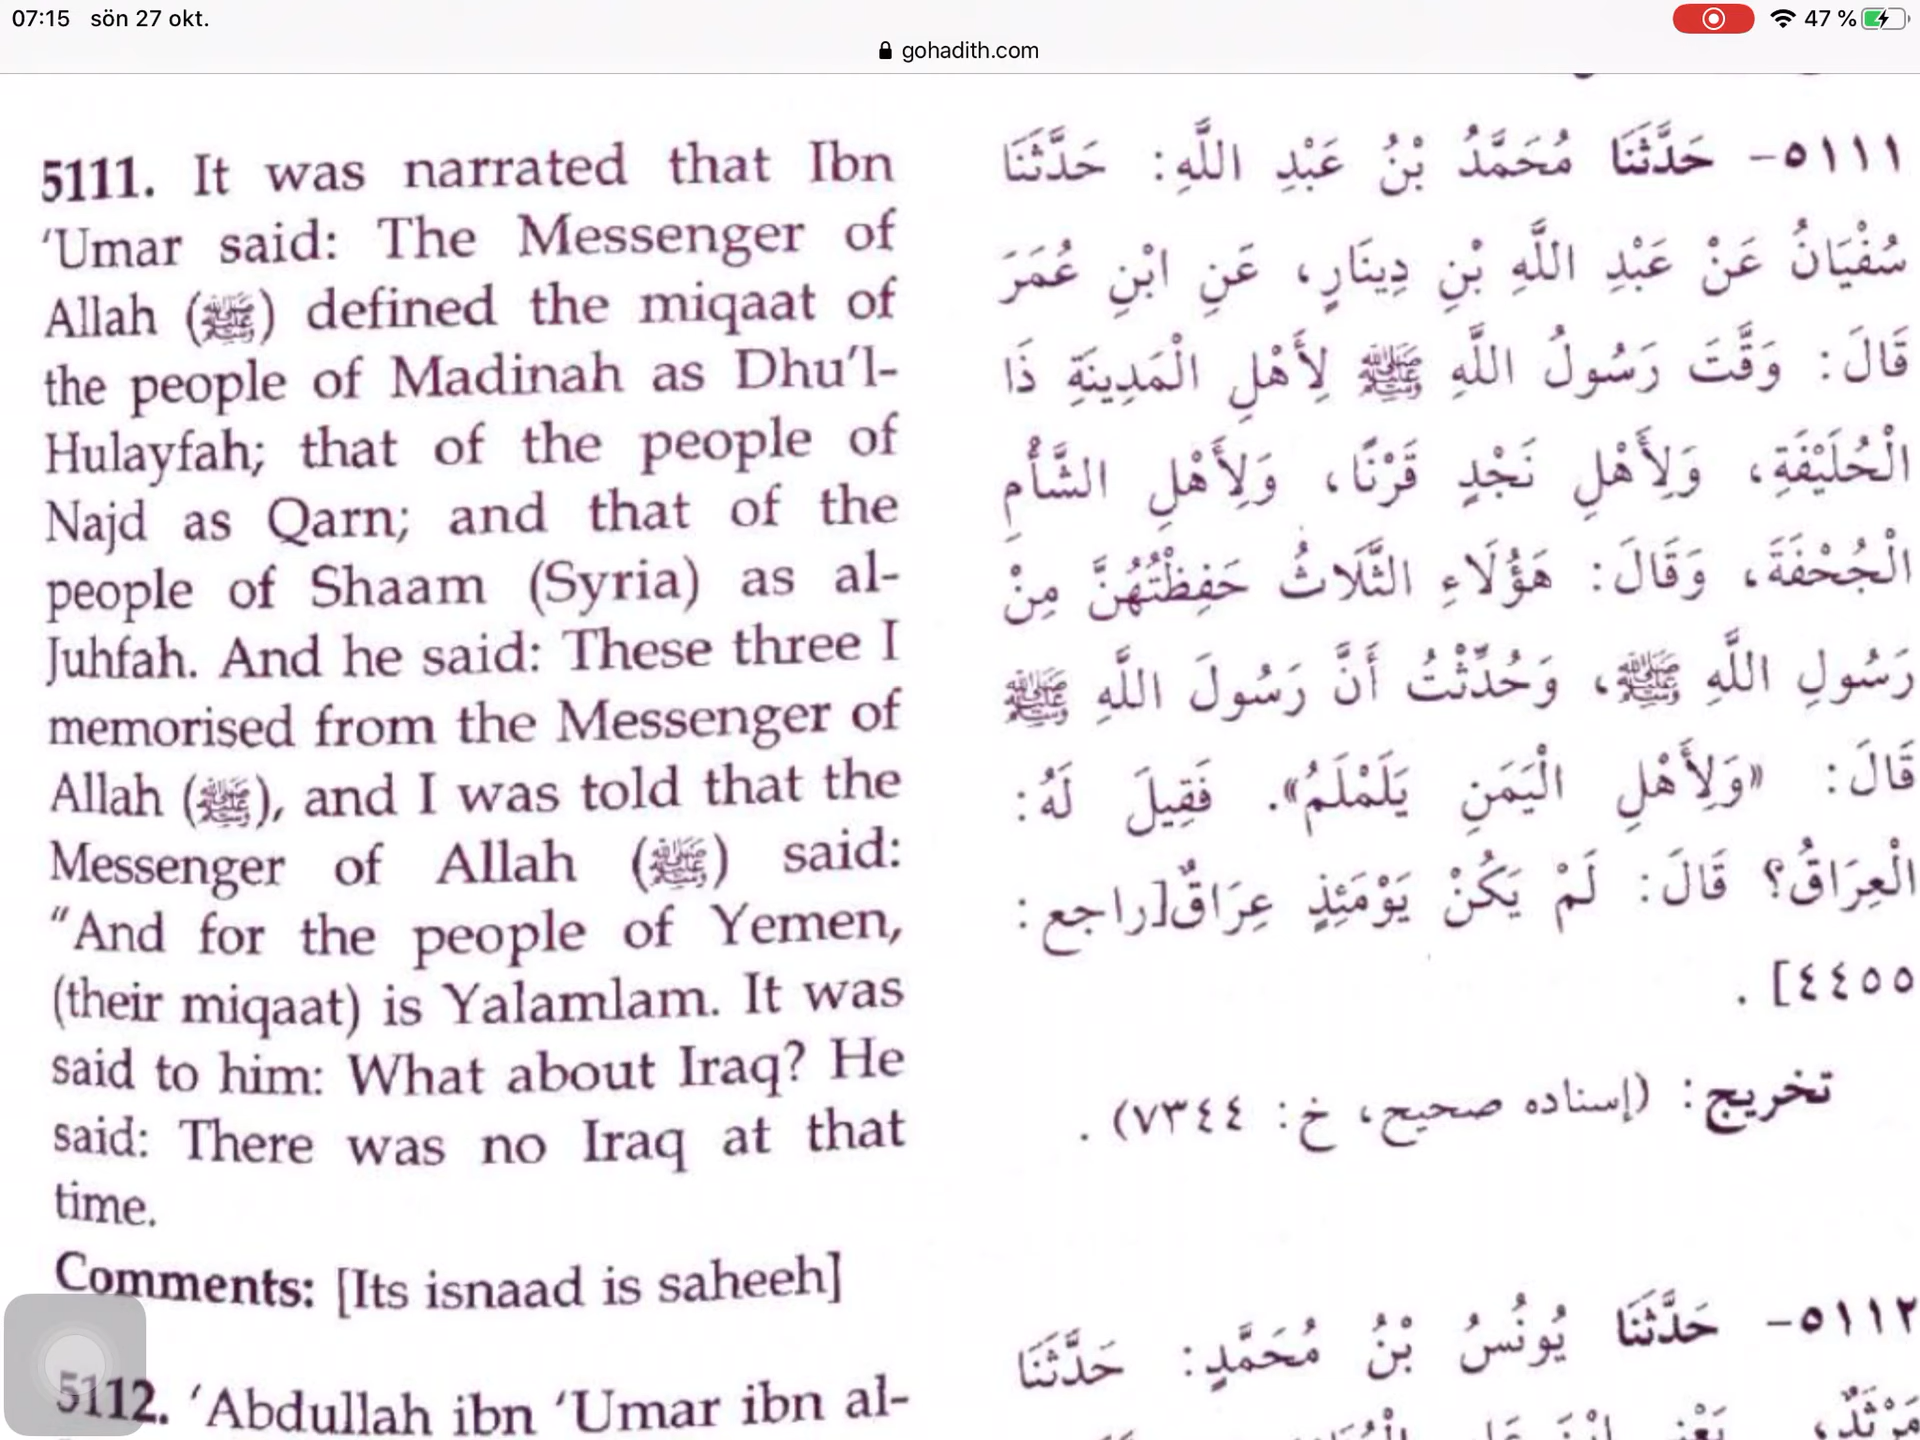 07:15 sön 27 okt.
47 %
gohadith.com
5111. It was narrated that Ibn
‘Umar said: The Messenger of
Allah (ﷺ) defined the miqaat of
the people of Madinah as Dhu’l-
Hulayfah; that of the people of
Najd as Qarn; and that of the
people of Shaam (Syria) as al-
Juhfah. And he said: These three I
memorised from the Messenger of
Allah (ﷺ), and I was told that the
Messenger of Allah (ﷺ) said:
“And for the people of Yemen,
(their miqaat) is Yalamlam. It was
said to him: What about Iraq? He
said: There was no Iraq at that
time.
Comments: [Its isnaad is saheeh]
5112. ‘Abdullah ibn ‘Umar ibn al-
٥١١١- حَدَّثَنَا مُحَمَّدُ بْنُ عَبْدِ اللَّهِ: حَدَّثَنَا
سُفْيَانُ عَنْ عَبْدِ اللَّهِ بْنِ دِينَارٍ، عَنِ ابْنِ عُمَرَ
قَالَ: وَقَّتَ رَسُولُ اللَّهِ ﷺ لِأَهْلِ الْمَدِينَةِ ذَا
الْحُلَيْفَةِ، وَلِأَهْلِ نَجْدٍ قَرْنًا، وَلِأَهْلِ الشَّأْمِ
الْجُحْفَةَ، وَقَالَ: هَؤُلَاءِ الثَّلَاثُ حَفِظْتُهُنَّ مِنْ
رَسُولِ اللَّهِ ﷺ، وَحُدِّثْتُ أَنَّ رَسُولَ اللَّهِ ﷺ
قَالَ: «وَلِأَهْلِ الْيَمَنِ يَلَمْلَمُ». فَقِيلَ لَهُ:
الْعِرَاقُ؟ قَالَ: لَمْ يَكُنْ يَوْمَئِذٍ عِرَاقٌ[راجع:
٤٤٥٥].
تخريج: (إسناده صحيح، خ: ٧٣٤٤).
٥١١٢- حَدَّثَنَا يُونُسُ بْنُ مُحَمَّدٍ: حَدَّثَنَا
مَرْثَدٌ،